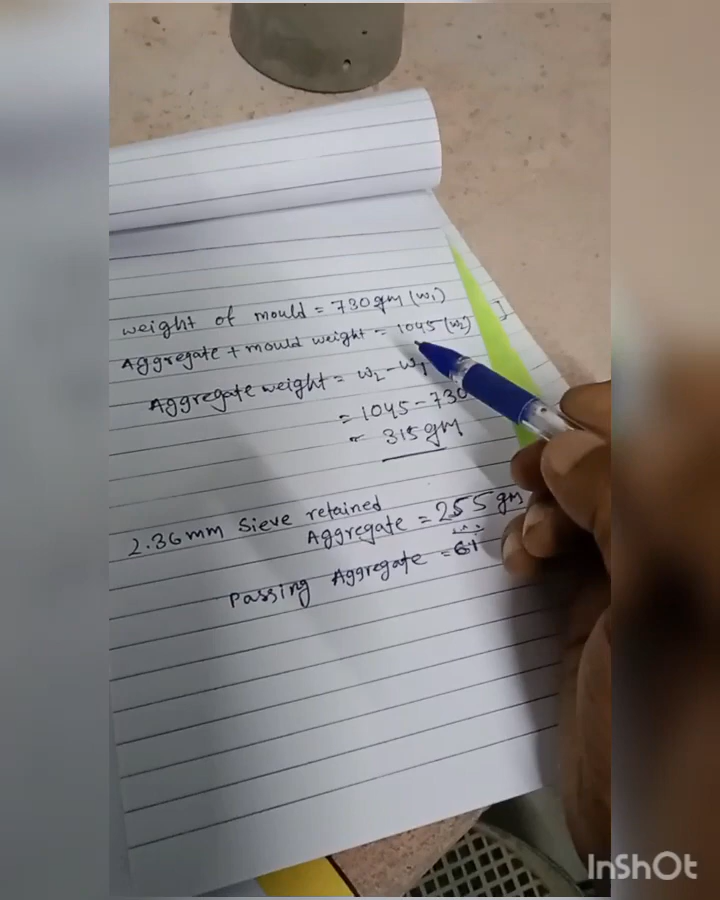 weight of mould = 730 gm (w₁)
Aggregate + mould weight = 1045 (w₂)
Aggregate weight = w₂ - w₁
= 1045 - 730
= 315 gm
2.36 mm Sieve retained
Aggregate = 255 gm
Passing Aggregate =
InShOt